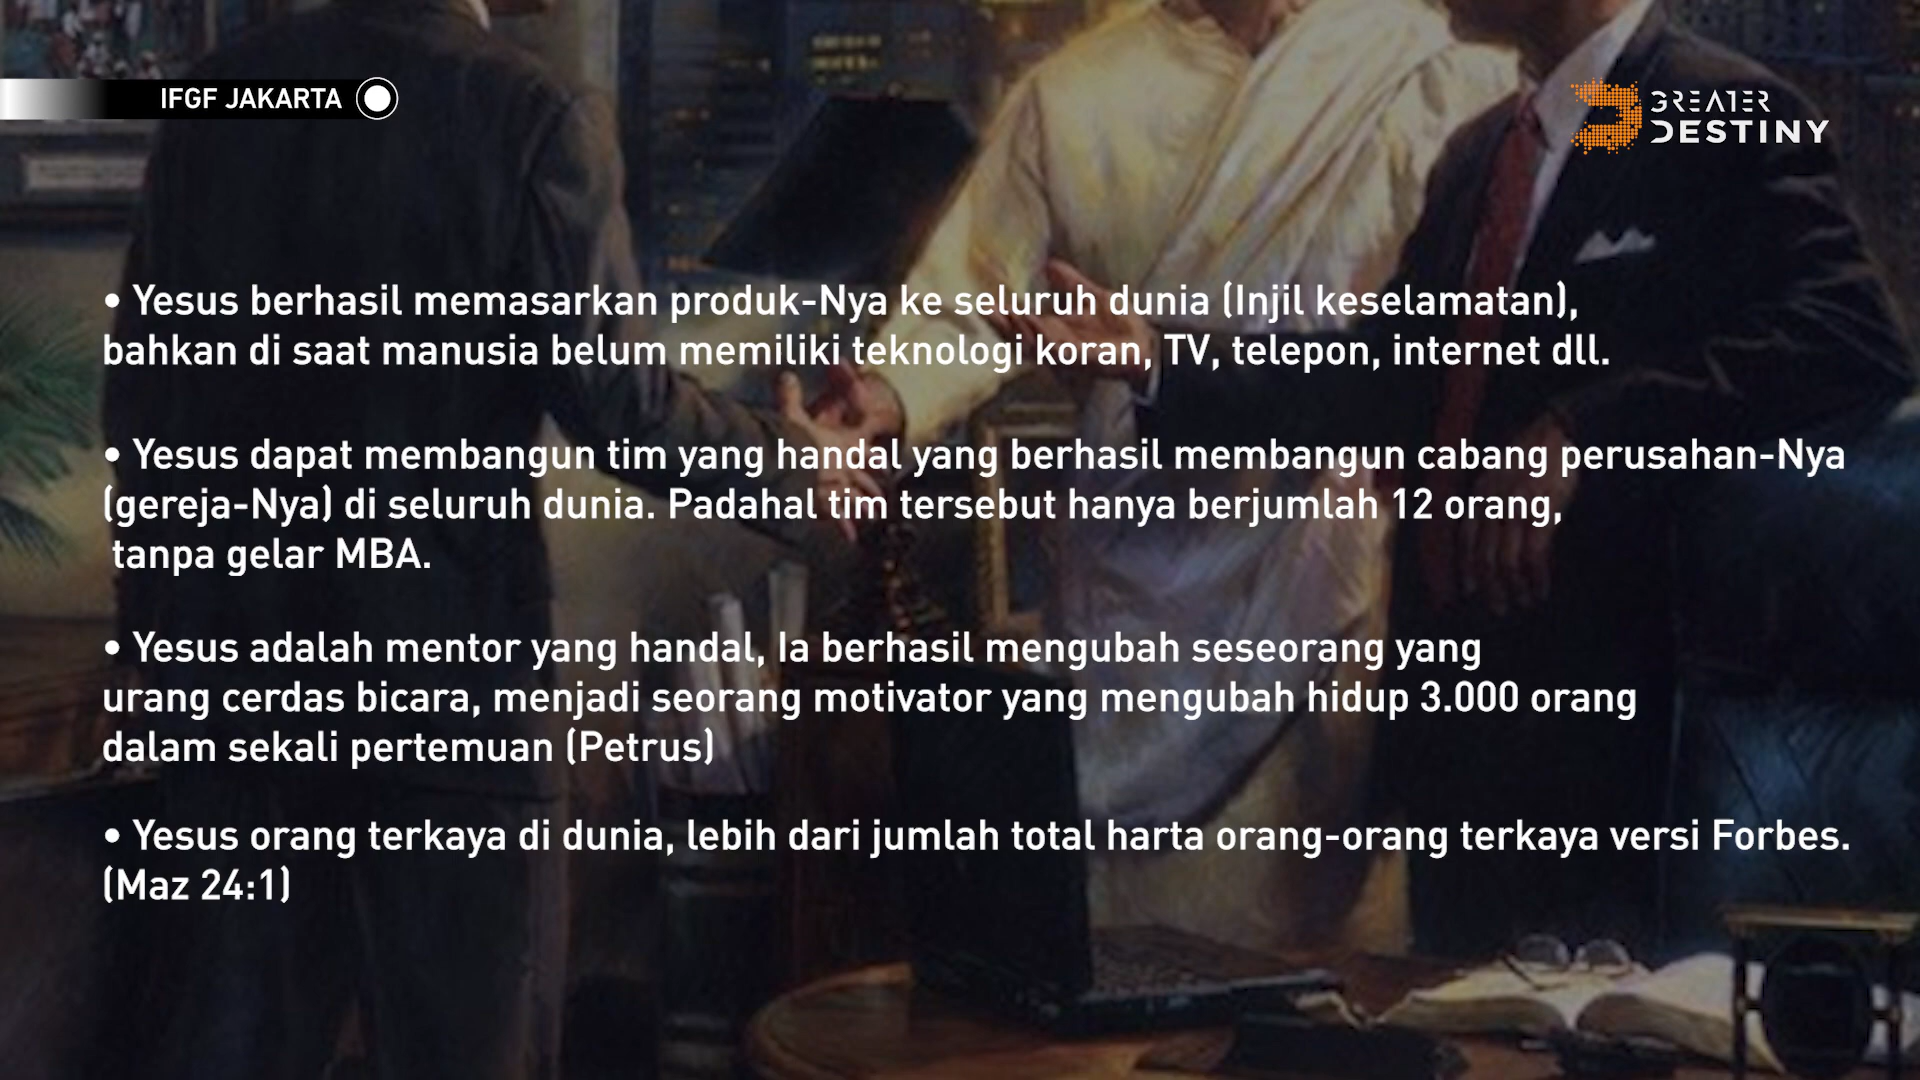 IFGF JAKARTA
GREATER
DESTINY
• Yesus berhasil memasarkan produk-Nya ke seluruh dunia (Injil keselamatan),
bahkan di saat manusia belum memiliki teknologi koran, TV, telepon, internet dll.
• Yesus dapat membangun tim yang handal yang berhasil membangun cabang perusahan-Nya
(gereja-Nya) di seluruh dunia. Padahal tim tersebut hanya berjumlah 12 orang,
tanpa gelar MBA.
• Yesus adalah mentor yang handal, Ia berhasil mengubah seseorang yang
urang cerdas bicara, menjadi seorang motivator yang mengubah hidup 3.000 orang
dalam sekali pertemuan (Petrus)
• Yesus orang terkaya di dunia, lebih dari jumlah total harta orang-orang terkaya versi Forbes.
(Maz 24:1)